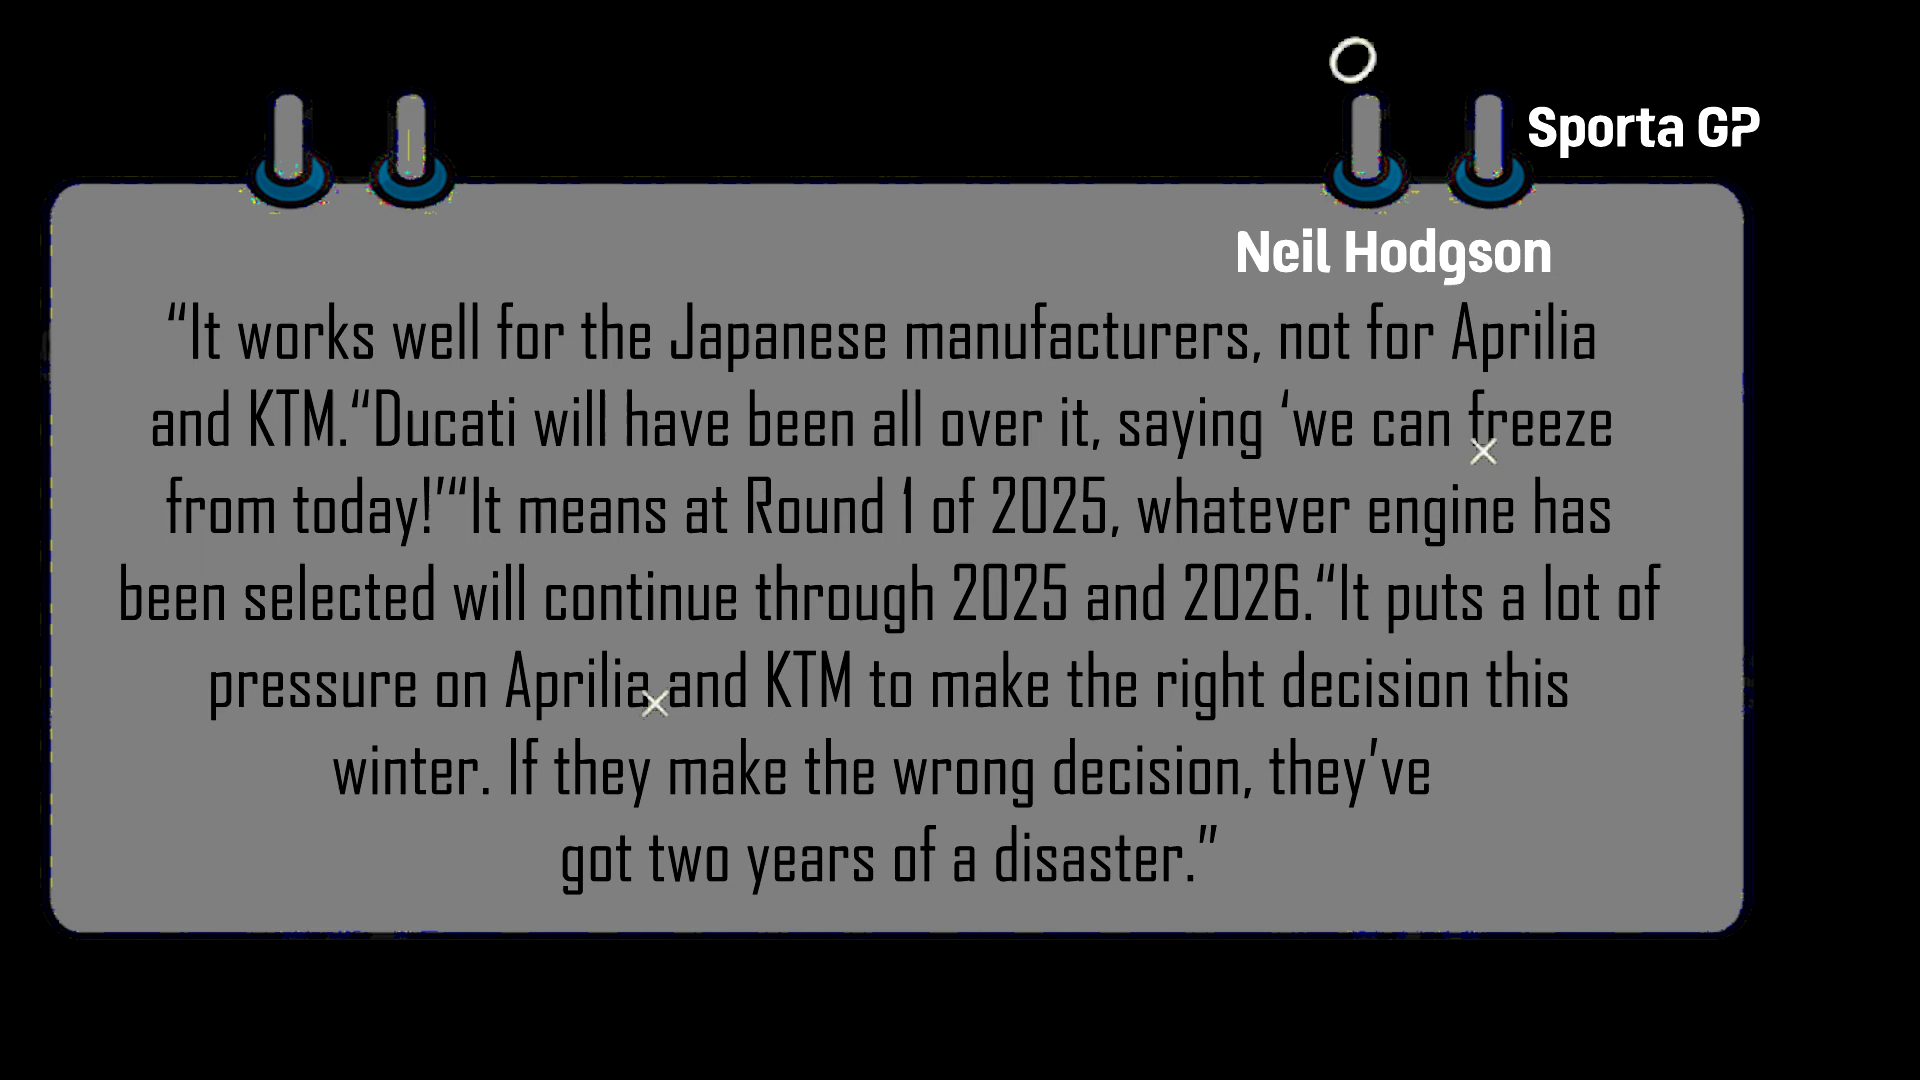 Sporta GP
Neil Hodgson
“It works well for the Japanese manufacturers, not for Aprilia
and KTM.“Ducati will have been all over it, saying ‘we can freeze
from today!’“It means at Round 1 of 2025, whatever engine has
been selected will continue through 2025 and 2026.“It puts a lot of
pressure on Aprilia and KTM to make the right decision this
winter. If they make the wrong decision, they’ve
got two years of a disaster.”